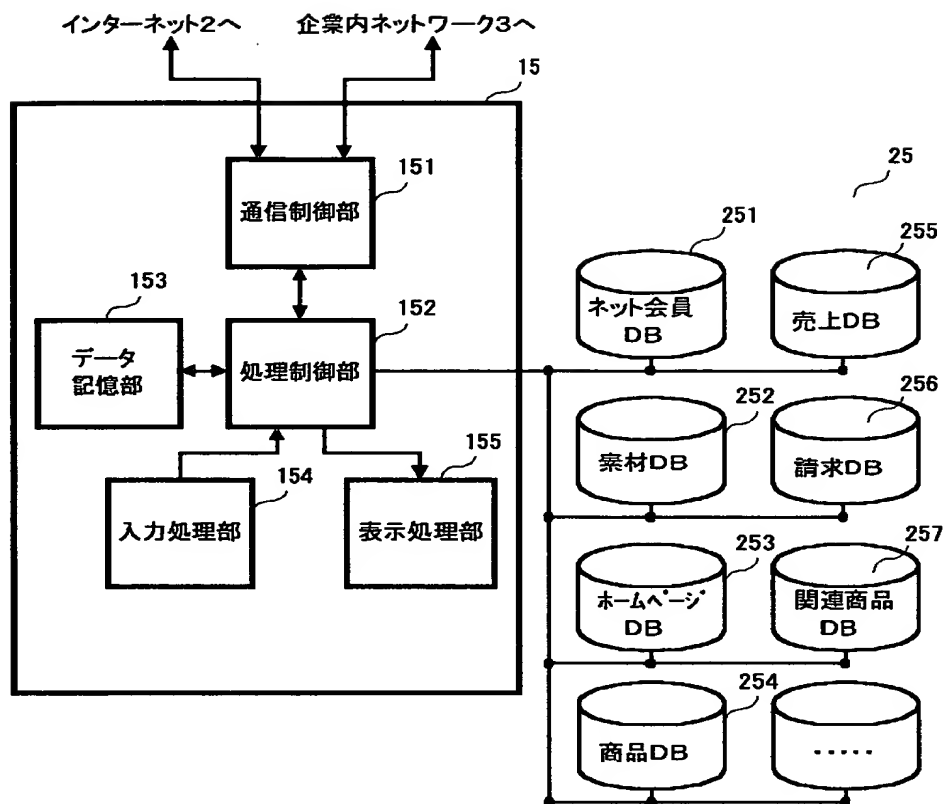 インターネット2へ
企業内ネットワーク3へ
15
151
通信制御部
153
データ
記憶部
152
処理制御部
154
入力処理部
155
表示処理部
25
251
ネット会員
DB
255
売上DB
252
素材DB
256
請求DB
253
ホームページ
DB
257
関連商品
DB
254
商品DB
・・・・・